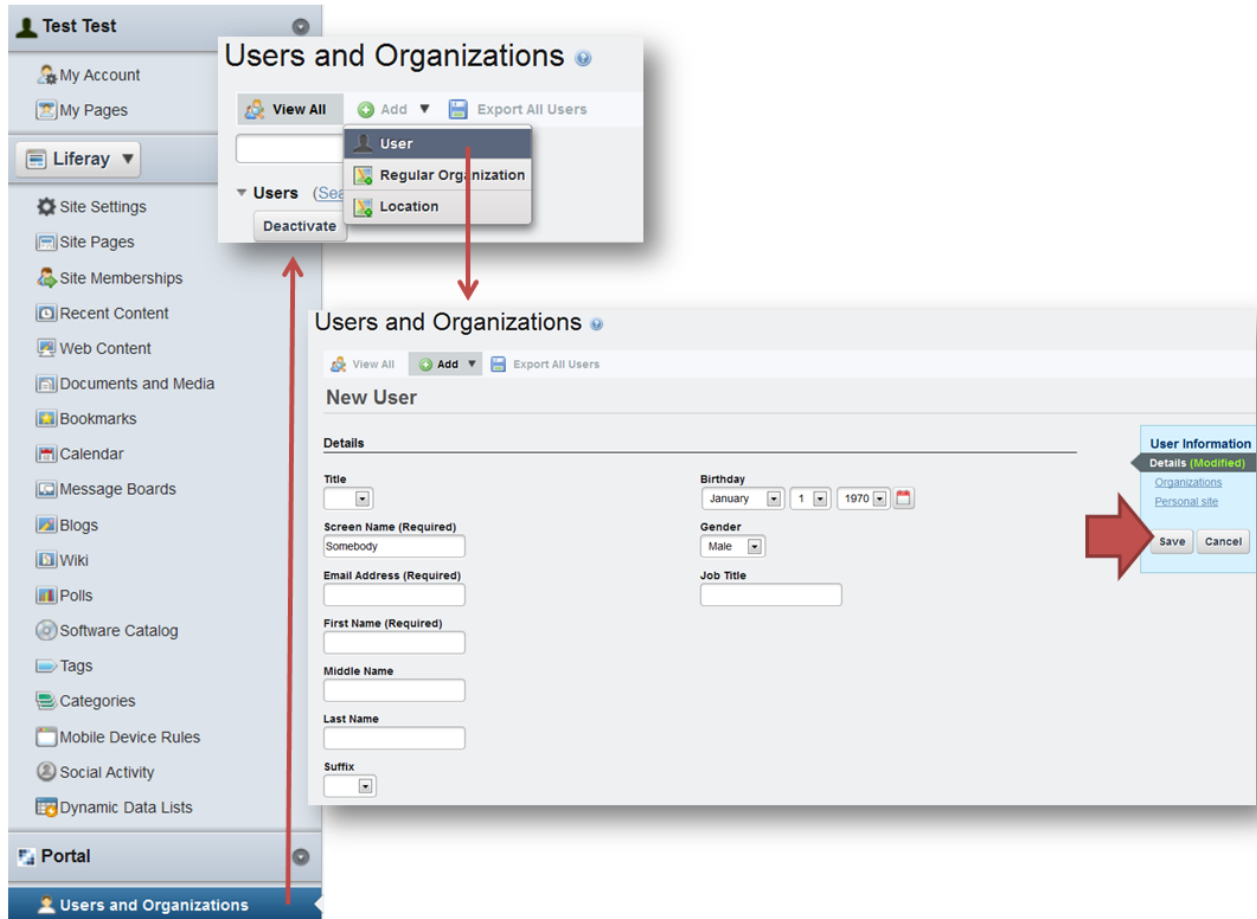 Test Test
My Account
My Pages
Liferay
Site Settings
Site Pages
Site Memberships
Recent Content
Web Content
Documents and Media
Bookmarks
Calendar
Message Boards
Blogs
Wiki
Polls
Software Catalog
Tags
Categories
Mobile Device Rules
Social Activity
Dynamic Data Lists
Portal
Users and Organizations
Users and Organizations
View All Add Export All Users
User
Regular Organization
Location
Users (Sea
Deactivate
Users and Organizations
View All Add Export All Users
New User
Details
Title
Screen Name (Required)
Somebody
Email Address (Required)
First Name (Required)
Middle Name
Last Name
Suffix
Birthday
January 1 1970
Gender
Male
Job Title
User Information
Details (Modified)
Organizations
Personal site
Save Cancel